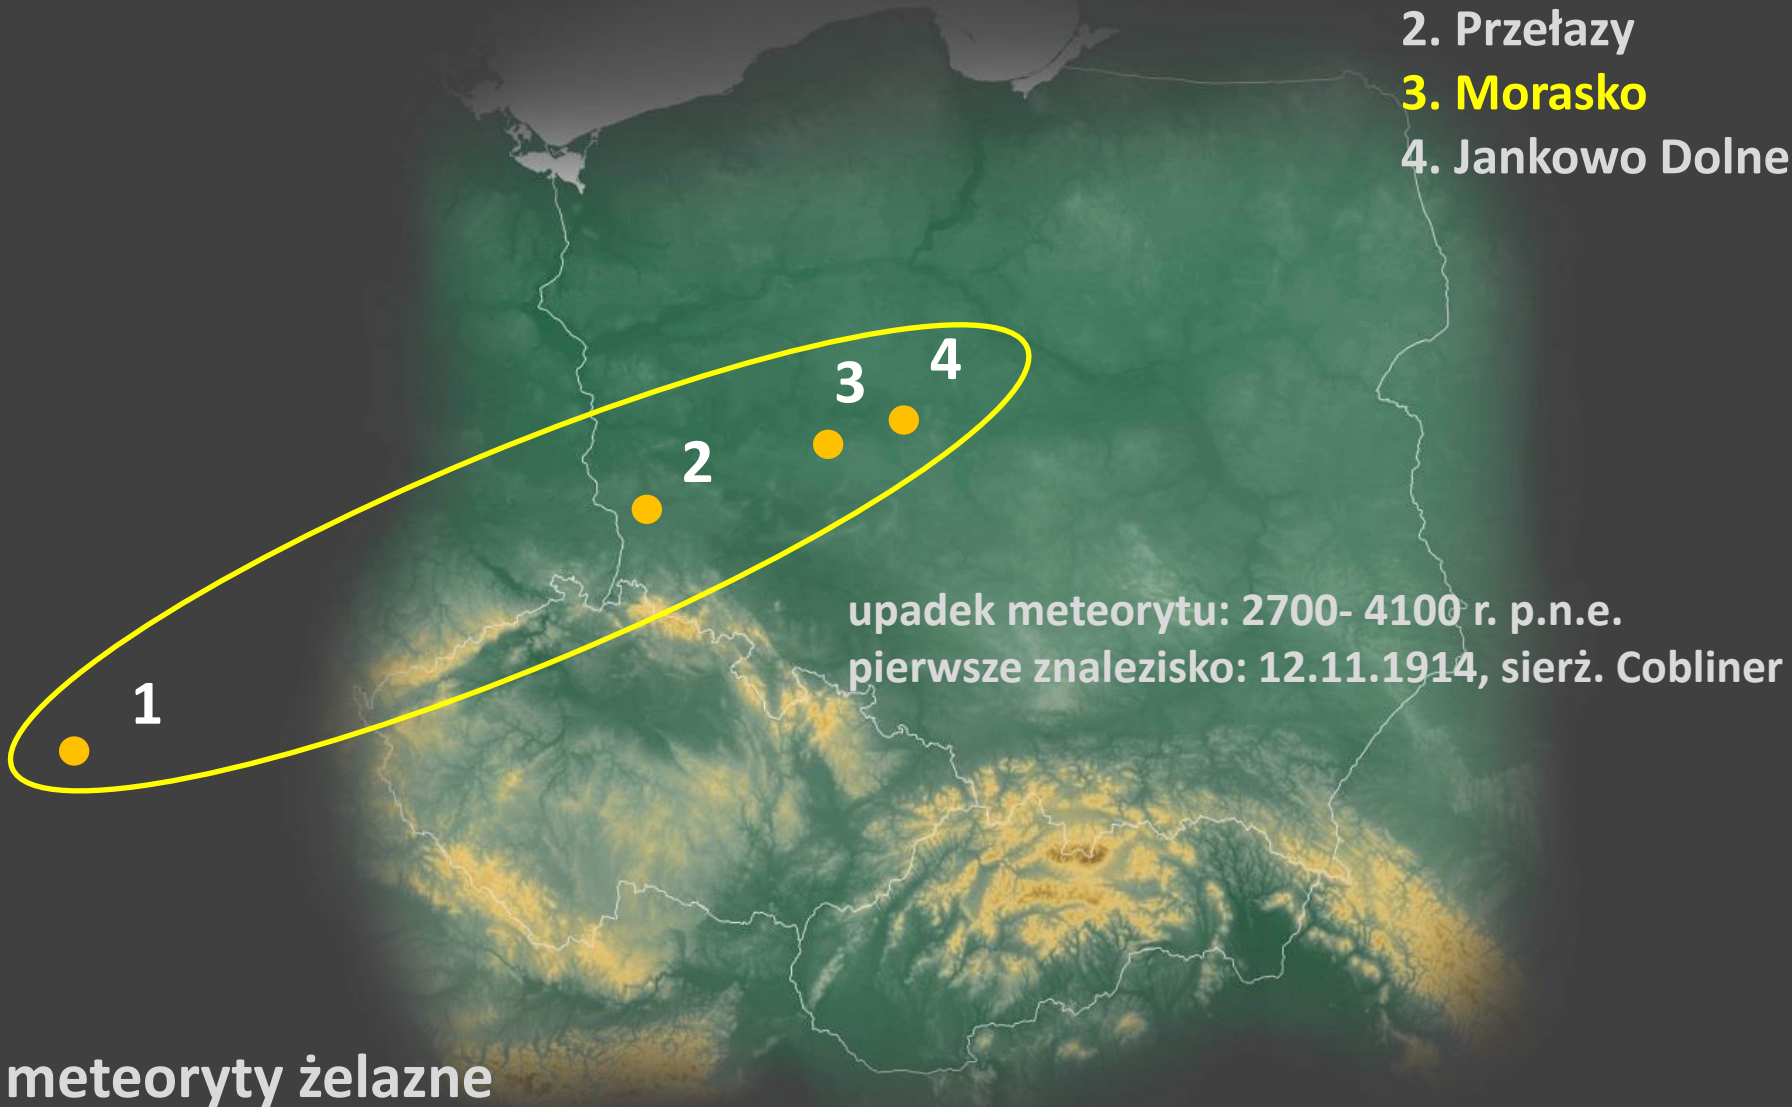 2. Przełazy
3. Morasko
4. Jankowo Dolne
4
3
2
upadek meteorytu: 2700- 4100 r. p.n.e.
pierwsze znalezisko: 12.11.1914, sierż. Cobliner
1
meteoryty żelazne